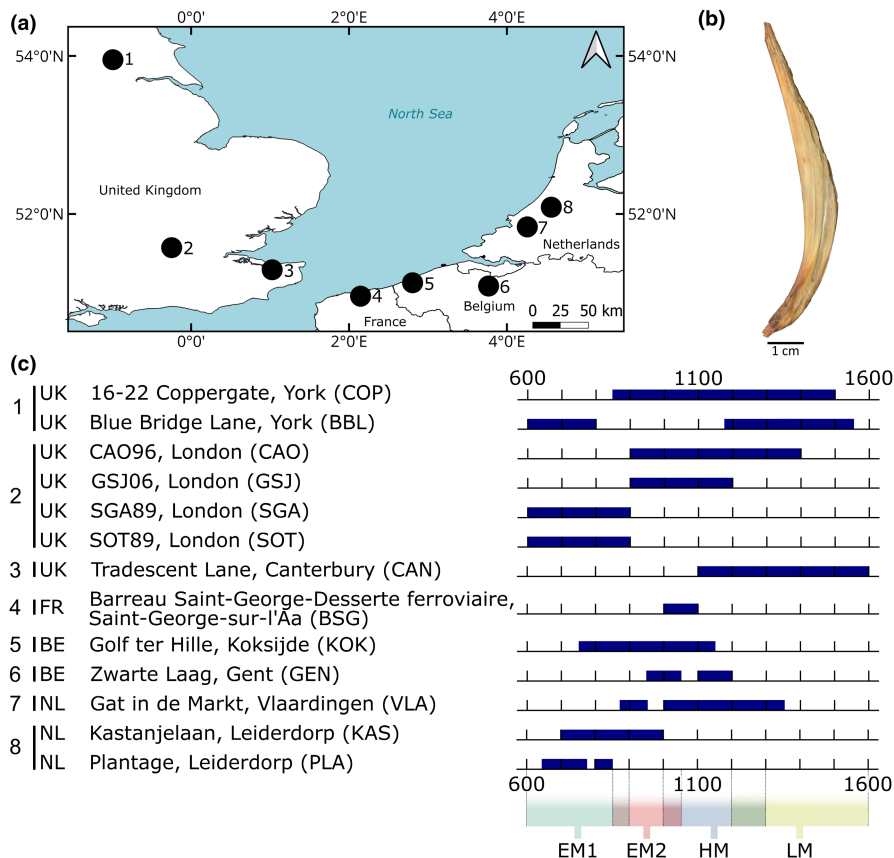 (a)
0°0' 2°0'E 4°0'E
(b)
54°0'N 54°0'N
1
North Sea
United Kingdom
52°0'N 52°0'N
8
7
2
Netherlands
3
6
5
4
Belgium
0 25 50 km
France
0°0' 2°0'E 4°0'E
1 cm
(c)
600 1100 1600
1
UK 16-22 Coppergate, York (COP)
UK Blue Bridge Lane, York (BBL)
2
UK CAO96, London (CAO)
UK GSJ06, London (GSJ)
UK SGA89, London (SGA)
UK SOT89, London (SOT)
3 UK Tradescent Lane, Canterbury (CAN)
4 FR Barreau Saint-George-Desserte ferroviaire,
Saint-George-sur-l'Aa (BSG)
5 BE Golf ter Hille, Koksijde (KOK)
6 BE Zwarte Laag, Gent (GEN)
7 NL Gat in de Markt, Vlaardingen (VLA)
8
NL Kastanjelaan, Leiderdorp (KAS)
NL Plantage, Leiderdorp (PLA)
600 1100 1600
EM1 EM2 HM LM